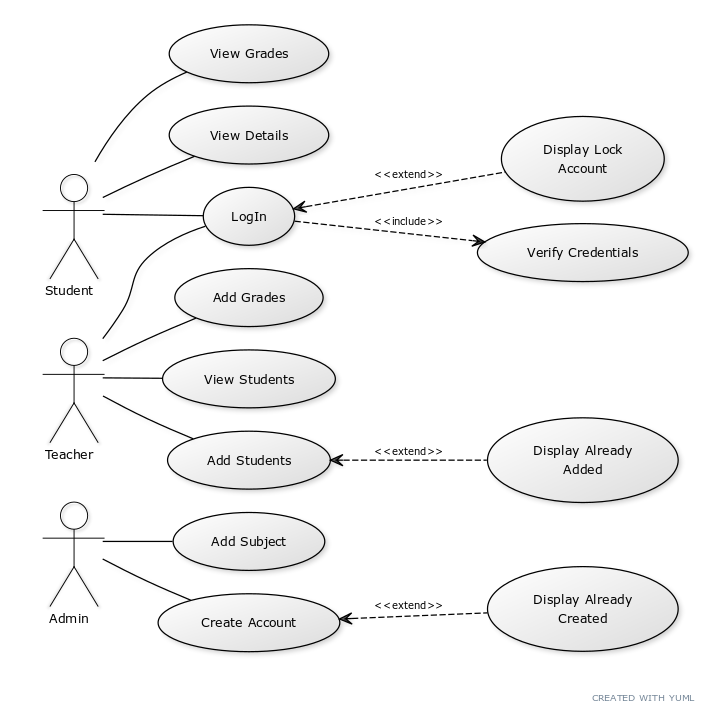 View Grades
View Details
Display Lock
Account
<<extend>>
LogIn
<<include>>
Verify Credentials
Student
Add Grades
View Students
Teacher
Add Students
<<extend>>
Display Already
Added
Add Subject
Admin
Create Account
<<extend>>
Display Already
Created
CREATED WITH YUML